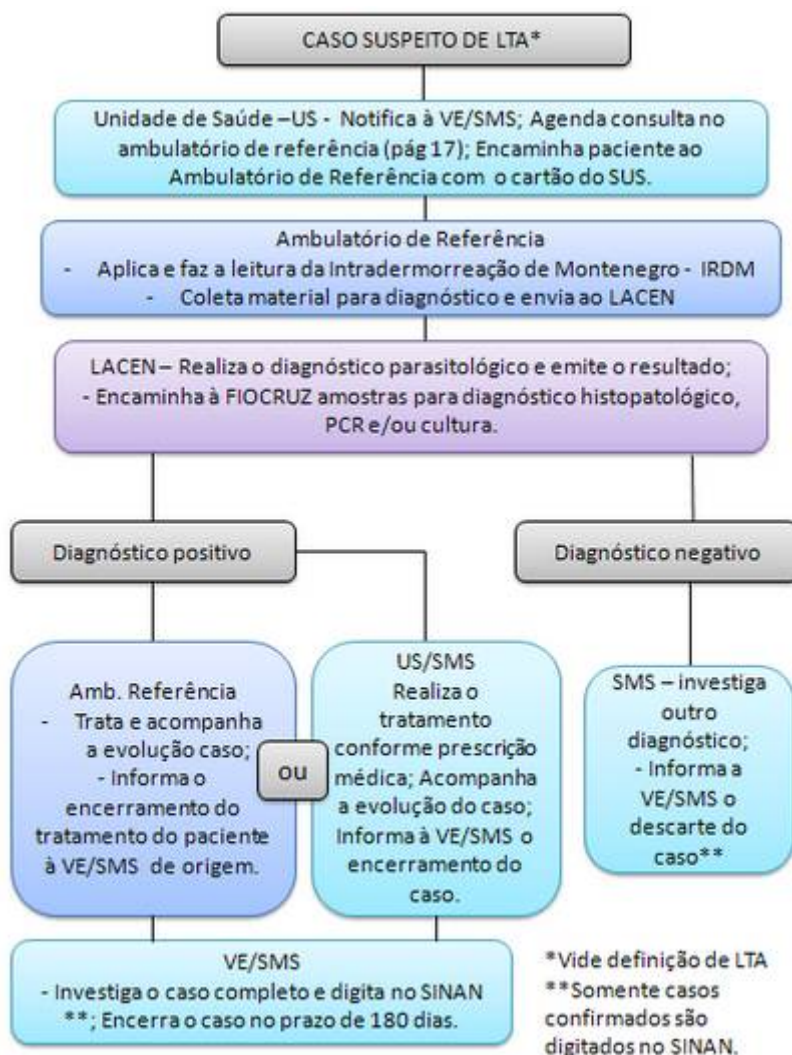 CASO SUSPEITO DE LTA*
Unidade de Saúde –US - Notifica à VE/SMS; Agenda consulta no
ambulatório de referência (pág 17); Encaminha paciente ao
Ambulatório de Referência com o cartão do SUS.
Ambulatório de Referência
- Aplica e faz a leitura da Intradermorreação de Montenegro - IRDM
- Coleta material para diagnóstico e envia ao LACEN
LACEN – Realiza o diagnóstico parasitológico e emite o resultado;
- Encaminha à FIOCRUZ amostras para diagnóstico histopatológico,
PCR e/ou cultura.
Diagnóstico positivo
Diagnóstico negativo
Amb. Referência
- Trata e acompanha
a evolução caso;
- Informa o
encerramento do
tratamento do paciente
à VE/SMS de origem.
ou
US/SMS
Realiza o
tratamento
conforme prescrição
médica; Acompanha
a evolução do caso;
Informa à VE/SMS o
encerramento do
caso.
SMS – investiga
outro
diagnóstico;
- Informa a
VE/SMS o
descarte do
caso**
VE/SMS
- Investiga o caso completo e digita no SINAN
**; Encerra o caso no prazo de 180 dias.
*Vide definição de LTA
**Somente casos
confirmados são
digitados no SINAN.